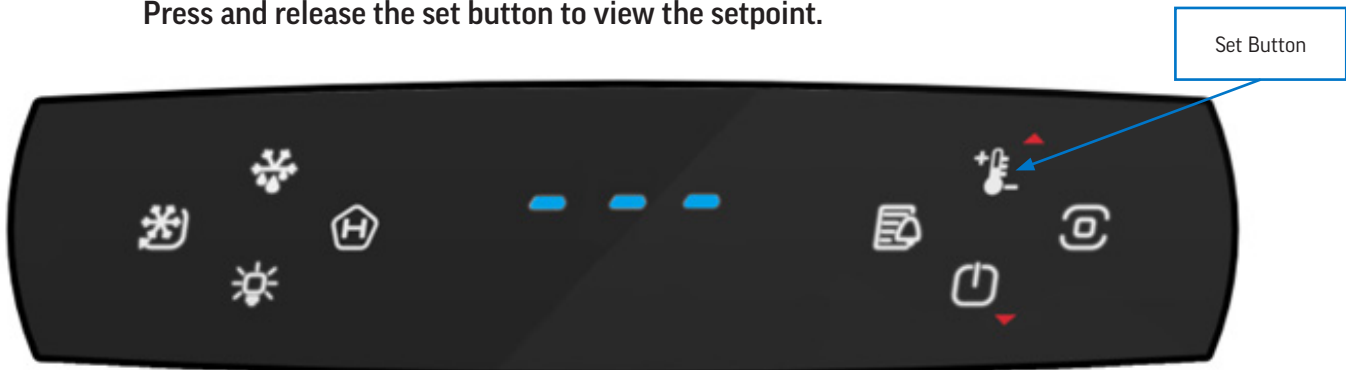 Press and release the set button to view the setpoint.
Set Button
H
---